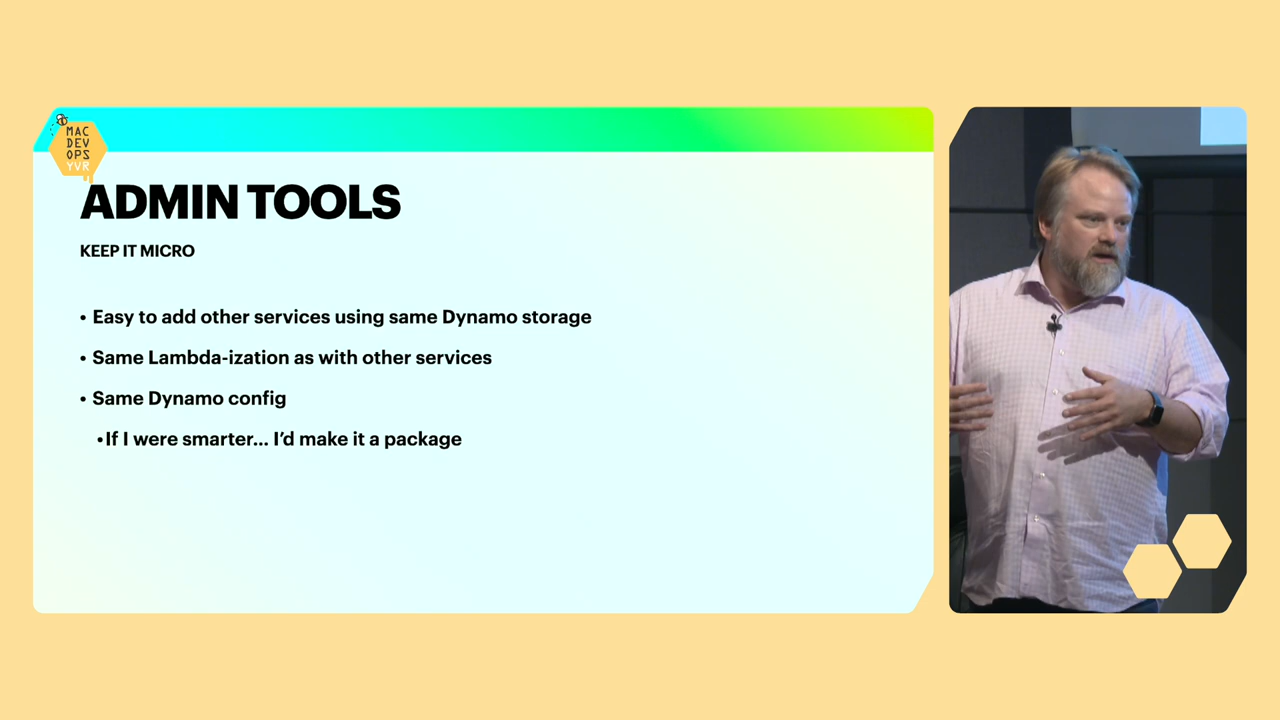 MAC
DEV
OPS
YVR
ADMIN TOOLS
KEEP IT MICRO
• Easy to add other services using same Dynamo storage
• Same Lambda-ization as with other services
• Same Dynamo config
•If I were smarter... I'd make it a package